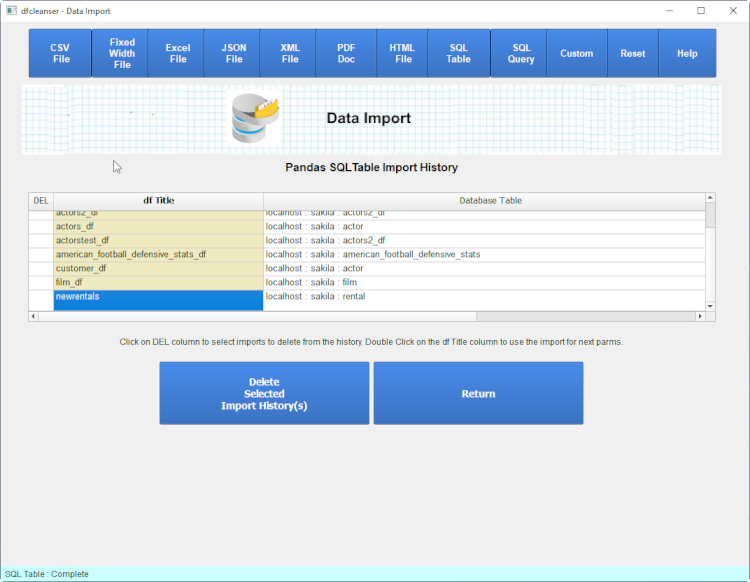 dfcleanser - Data Import
CSV
File
Fixed
Width
File
Excel
File
JSON
File
XML
File
PDF
Doc
HTML
File
SQL
Table
SQL
Query
Custom
Reset
Help
Data Import
Pandas SQLTable Import History
DEL df Title Database Table
actors2_df localhost : sakila : actors2_df
actors_df localhost : sakila : actor
actorstest_df localhost : sakila : actors2_df
american_football_defensive_stats_df localhost : sakila : american_football_defensive_stats
customer_df localhost : sakila : actor
film_df localhost : sakila : film
newrentals localhost : sakila : rental
Click on DEL column to select imports to delete from the history. Double Click on the df Title column to use the import for next parms.
Delete
Selected
Import History(s)
Return
SQL Table : Complete